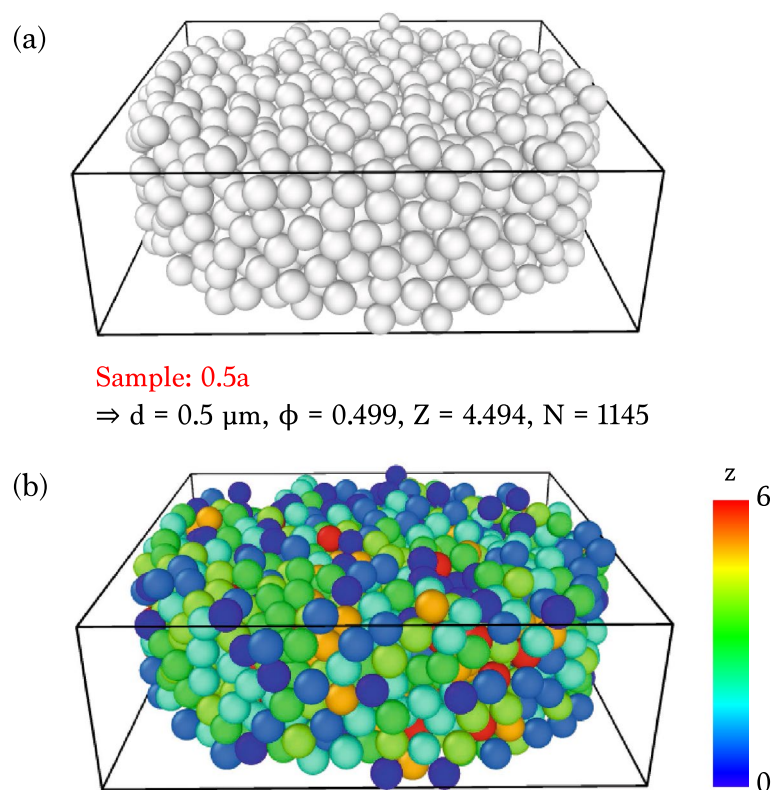 (a)
Sample: 0.5a
⇒ d = 0.5 µm, ϕ = 0.499, Z = 4.494, N = 1145
(b)
z
6
0